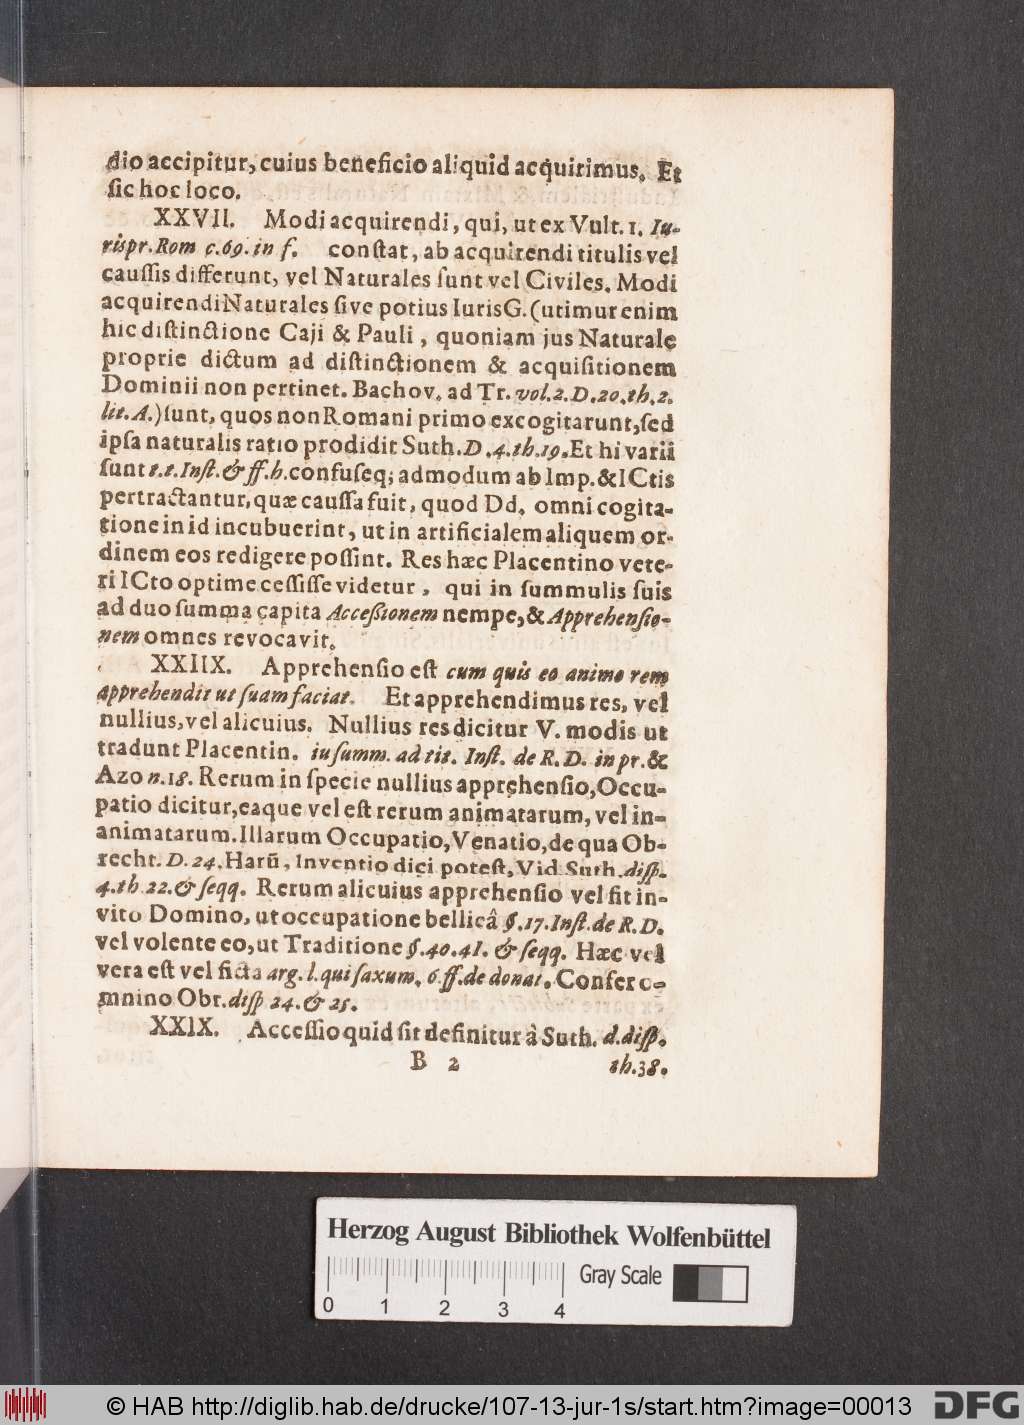 dio accipitur, cuius beneficio aliquid acquirimus. Et
sic hoc loco.
XXVII. Modi acquirendi, qui, ut ex Vult. 1. Iu-
rispr. Rom c. 69. in f. constat, ab acquirendi titulis vel
caussis differunt, vel Naturales sunt vel Civiles. Modi
acquirendi Naturales sive potius Iuris G. (utimur enim
hic distinctione Caji & Pauli, quoniam jus Naturale
proprie dictum ad distinctionem & acquisitionem
Dominii non pertinet. Bachov. ad Tr. vol. 2. D. 20. th. 2.
lit. A.) sunt, quos non Romani primo excogitarunt, sed
ipsa naturalis ratio prodidit Suth. D. 4. th. 19. Et hi varii
sunt t. t. Inst. & ff. h. confuseq; admodum ab Imp. & ICtis
pertractantur, quæ caussa fuit, quod Dd. omni cogita-
tione in id incubuerint, ut in artificialem aliquem or-
dinem eos redigere possint. Res hæc Placentino vete-
ri ICto optime cessisse videtur, qui in summulis suis
ad duo summa capita Accessionem nempe, & Apprehensio-
nem omnes revocavit.
XXIIX. Apprehensio est cum quis eo animo rem
apprehendit ut suam faciat. Et apprehendimus res, vel
nullius, vel alicuius. Nullius res dicitur V. modis ut
tradunt Placentin. iu summ. ad tit. Inst. de R. D. in pr. &
Azo n. 18. Rerum in specie nullius apprehensio, Occu-
patio dicitur, eaque vel est rerum animatarum, vel in-
animatarum. Illarum Occupatio, Venatio, de qua Ob-
recht. D. 24. Harū, Inventio dici potest, Vid. Suth. disp.
4. th 22. & seqq. Rerum alicuius apprehensio vel fit in-
vito Domino, ut occupatione bellicâ §. 17. Inst. de R. D.
vel volente eo, ut Traditione §. 40. 41. & seqq. Hæc vel
vera est vel ficta arg. l. qui saxum. 6. ff. de donat. Confer o-
mnino Obr. disp 24. & 25.
XXIX. Accessio quid sit definitur â Suth. d. disp.
B 2 th. 38.
Herzog August Bibliothek Wolfenbüttel
Gray Scale
0 1 2 3 4
© HAB http://diglib.hab.de/drucke/107-13-jur-1s/start.htm?image=00013
DFG